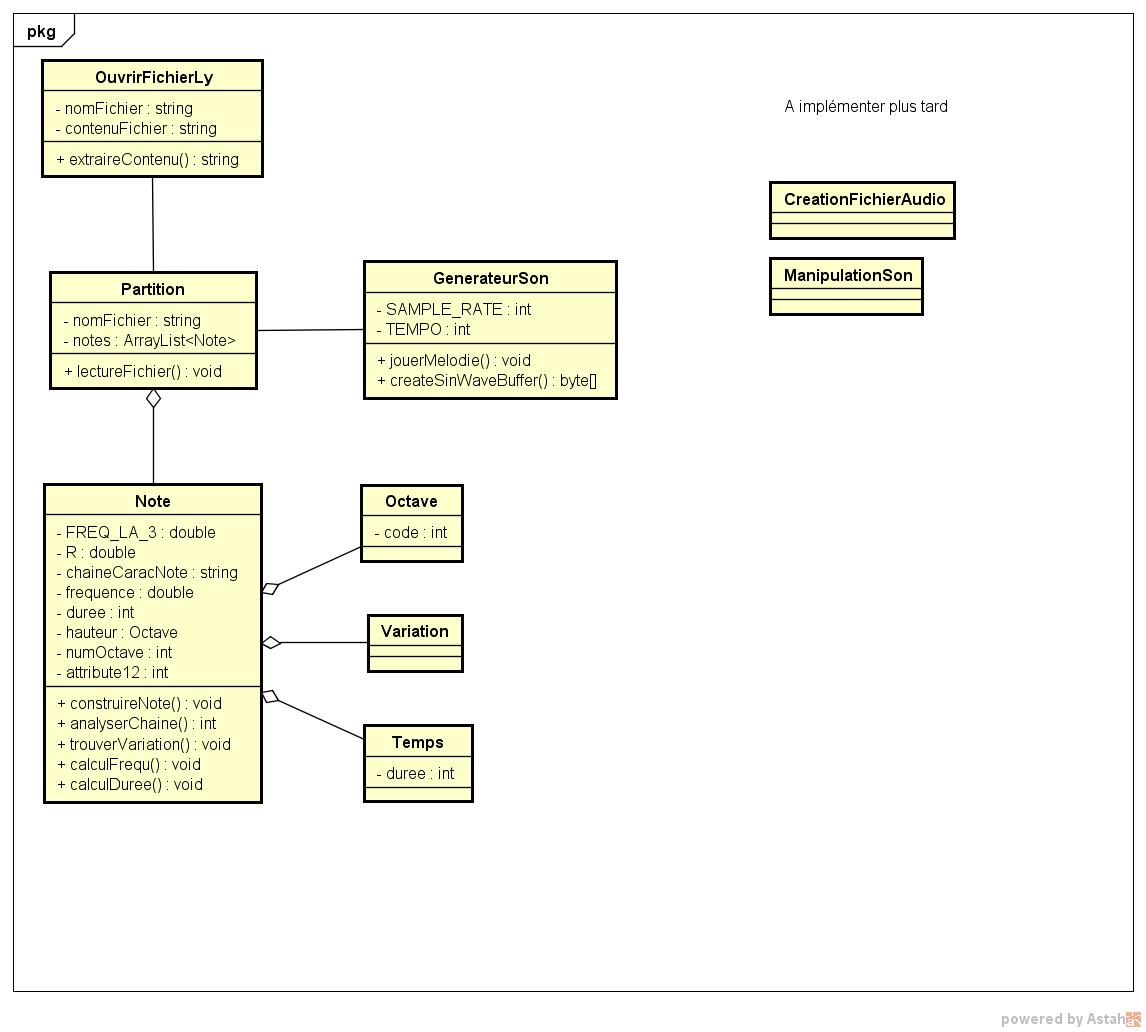 pkg
OuvrirFichierLy
- nomFichier : string
- contenuFichier : string
+ extraireContenu() : string
A implémenter plus tard
CreationFichierAudio
ManipulationSon
Partition
- nomFichier : string
- notes : ArrayList<Note>
+ lectureFichier() : void
GenerateurSon
- SAMPLE_RATE : int
- TEMPO : int
+ jouerMelodie() : void
+ createSinWaveBuffer() : byte[]
Note
- FREQ_LA_3 : double
- R : double
- chaineCaracNote : string
- frequence : double
- duree : int
- hauteur : Octave
- numOctave : int
- attribute12 : int
+ construireNote() : void
+ analyserChaine() : int
+ trouverVariation() : void
+ calculFrequ() : void
+ calculDuree() : void
Octave
- code : int
Variation
Temps
- duree : int
powered by Astah